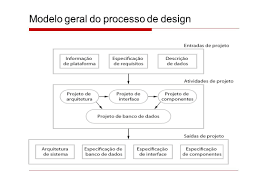 Modelo geral do processo de design
Entradas de projeto
Informação
de plataforma
Especificação
de requisitos
Descrição
de dados
Atividades de projeto
Projeto de
arquitetura
Projeto de
interface
Projeto de
componentes
Projeto de banco de dados
Saídas de projeto
Arquitetura
de sistema
Especificação de
banco de dados
Especificação
de interface
Especificação
de componentes